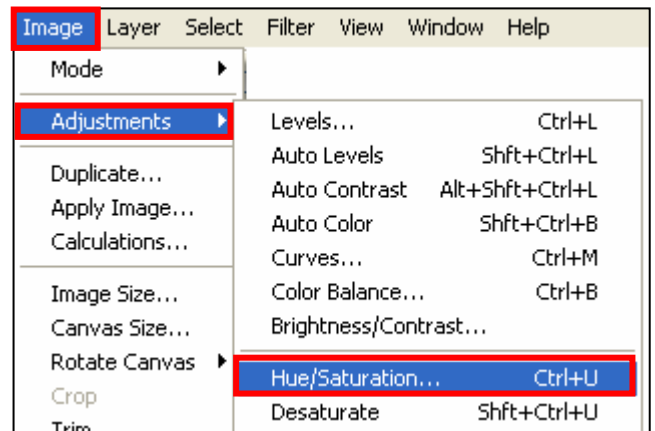 Image Layer Select Filter View Window Help
Mode
Adjustments
Duplicate...
Apply Image...
Calculations...
Image Size...
Canvas Size...
Rotate Canvas
Crop
Trim
Levels... Ctrl+L
Auto Levels Shft+Ctrl+L
Auto Contrast Alt+Shft+Ctrl+L
Auto Color Shft+Ctrl+B
Curves... Ctrl+M
Color Balance... Ctrl+B
Brightness/Contrast...
Hue/Saturation... Ctrl+U
Desaturate Shft+Ctrl+U